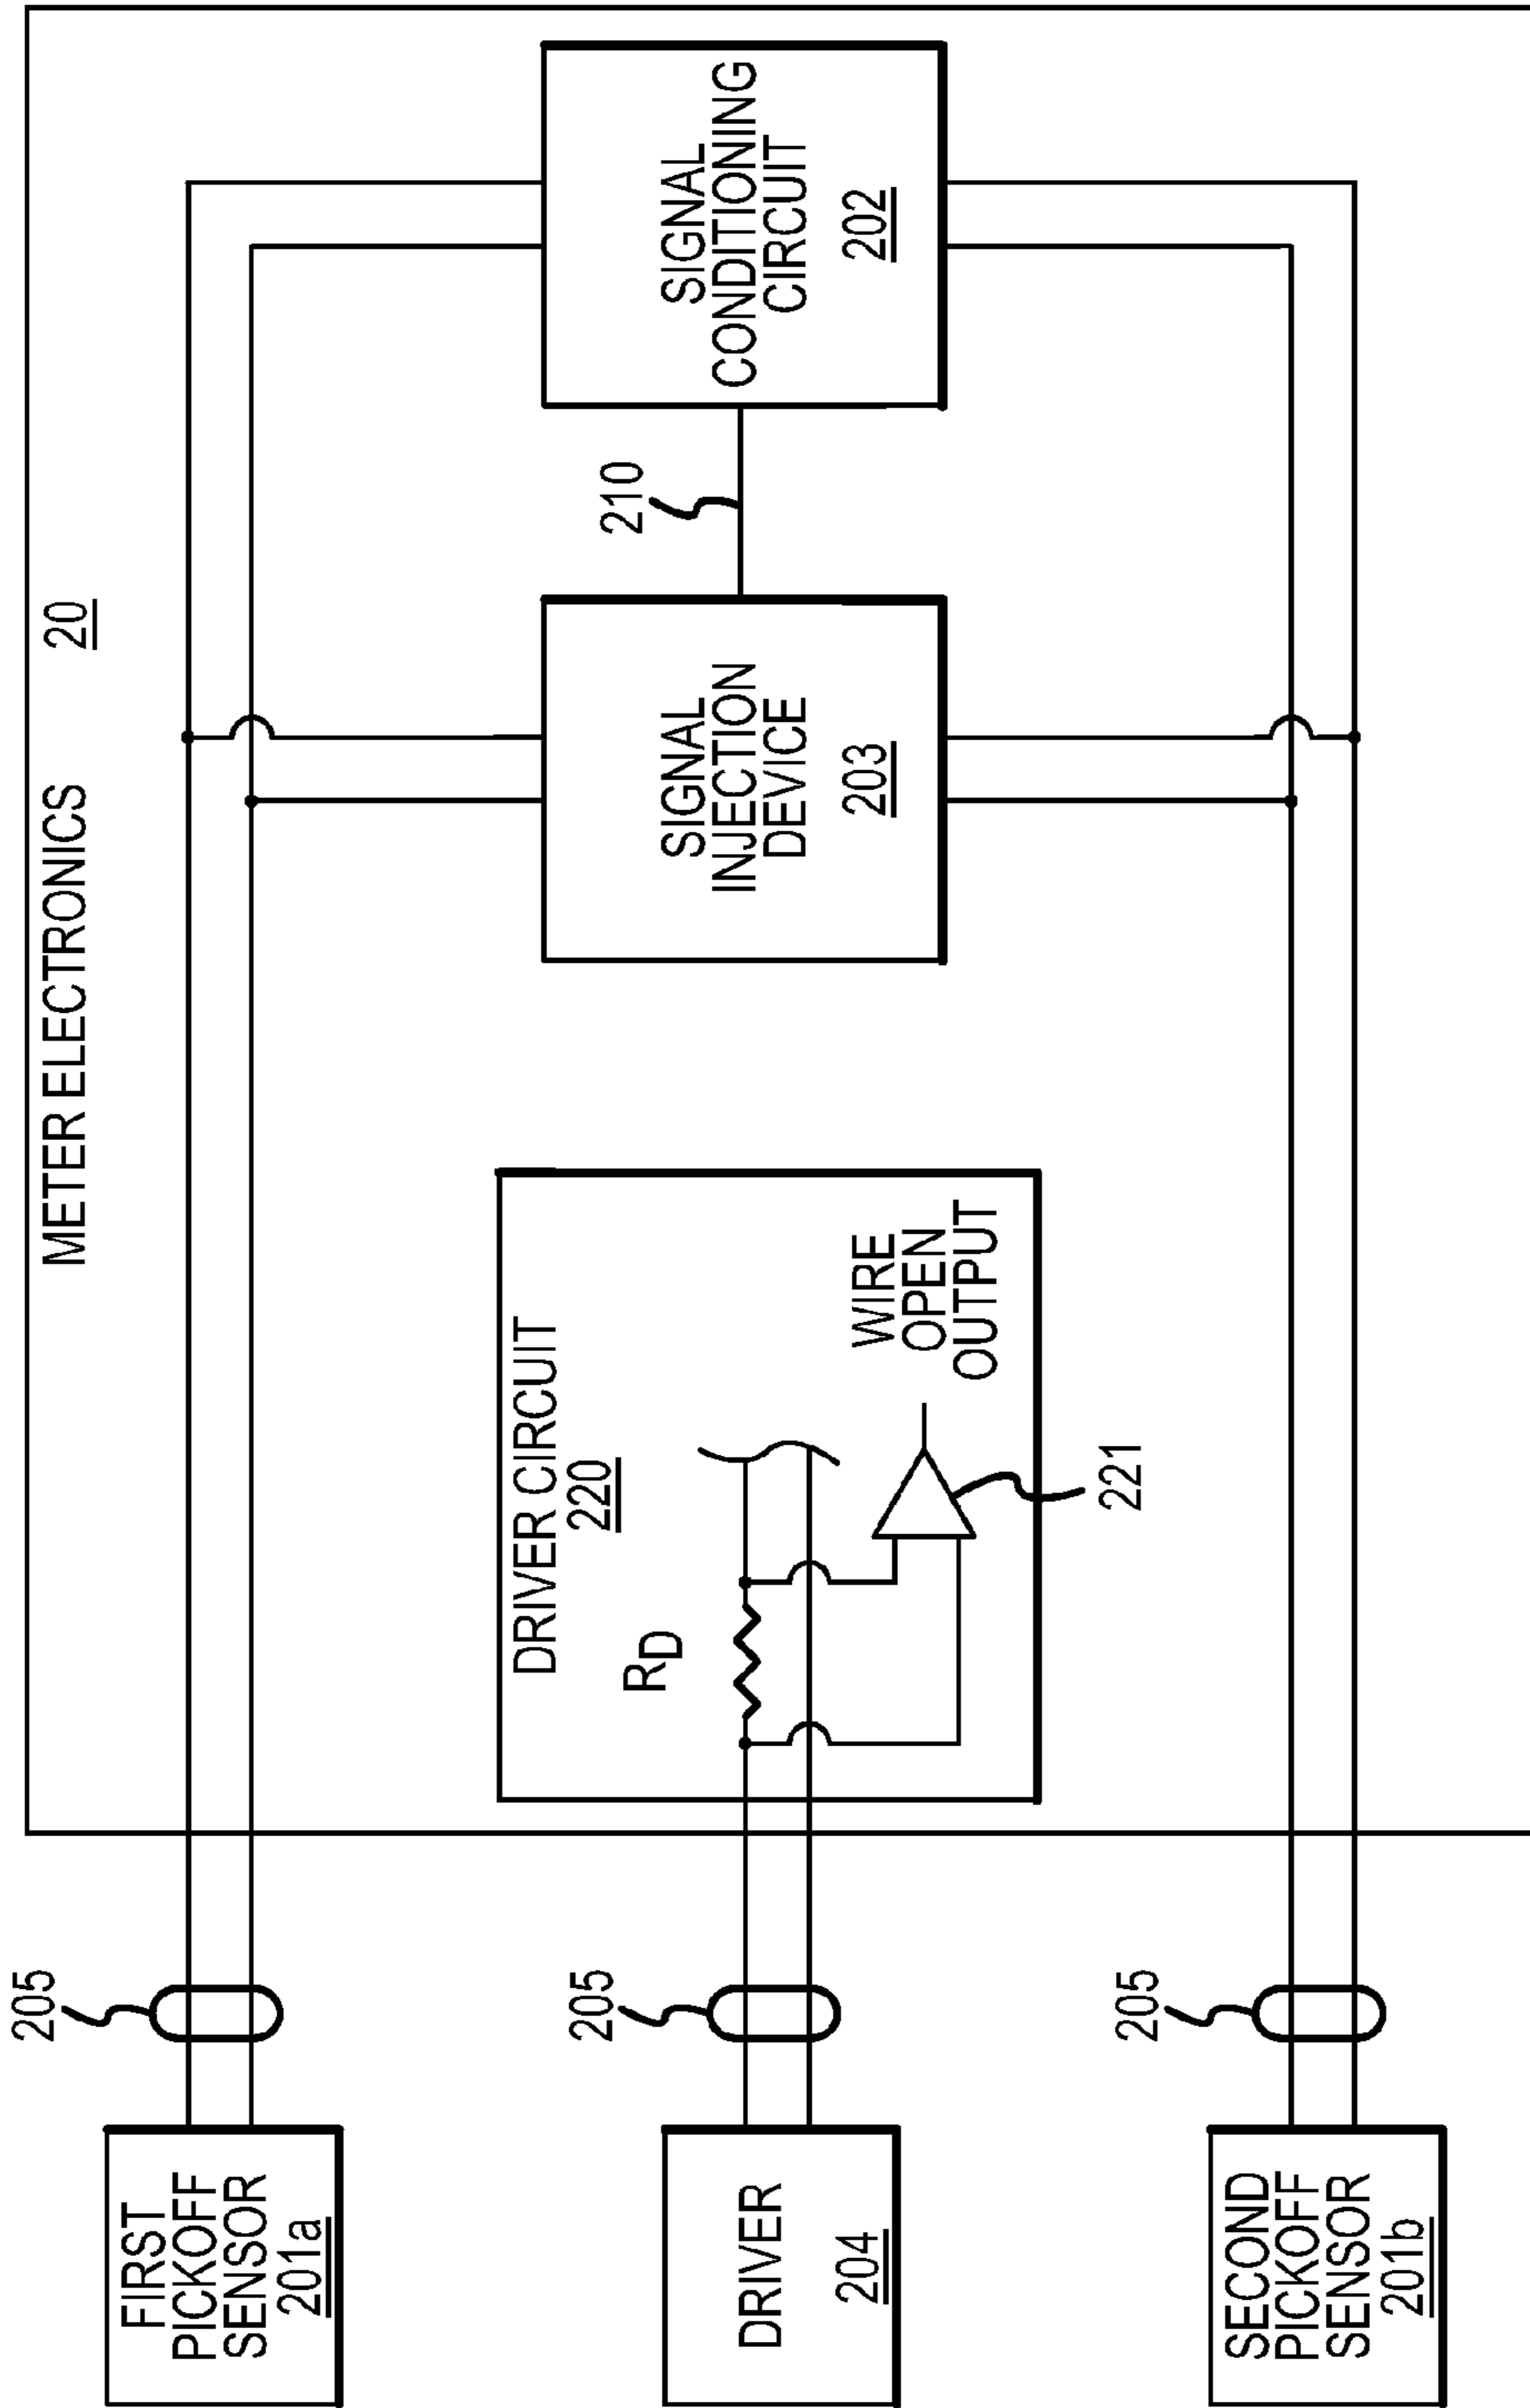 METER ELECTRONICS
20
205
FIRST
PICKOFF
SENSOR
201a
205
DRIVER
204
205
SECOND
PICKOFF
SENSOR
201b
DRIVER CIRCUIT
220
RD
WIRE
OPEN
OUTPUT
221
SIGNAL
INJECTION
DEVICE
203
210
SIGNAL
CONDITIONING
CIRCUIT
202